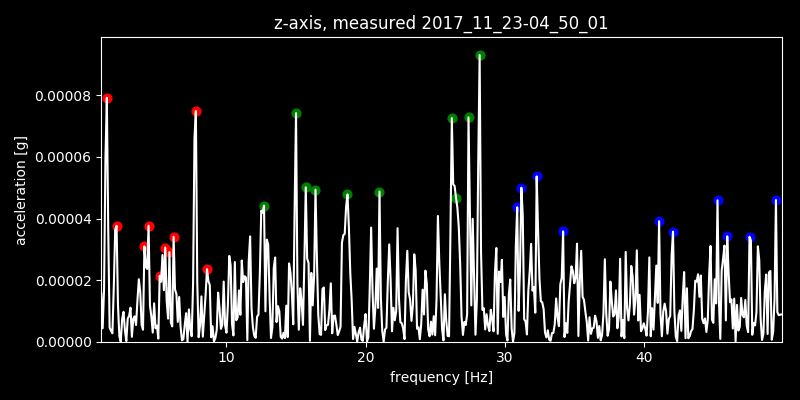 z-axis, measured 2017_11_23-04_50_01
0.00008
0.00006
0.00004
0.00002
0.00000
acceleration [g]
10 20 30 40
frequency [Hz]